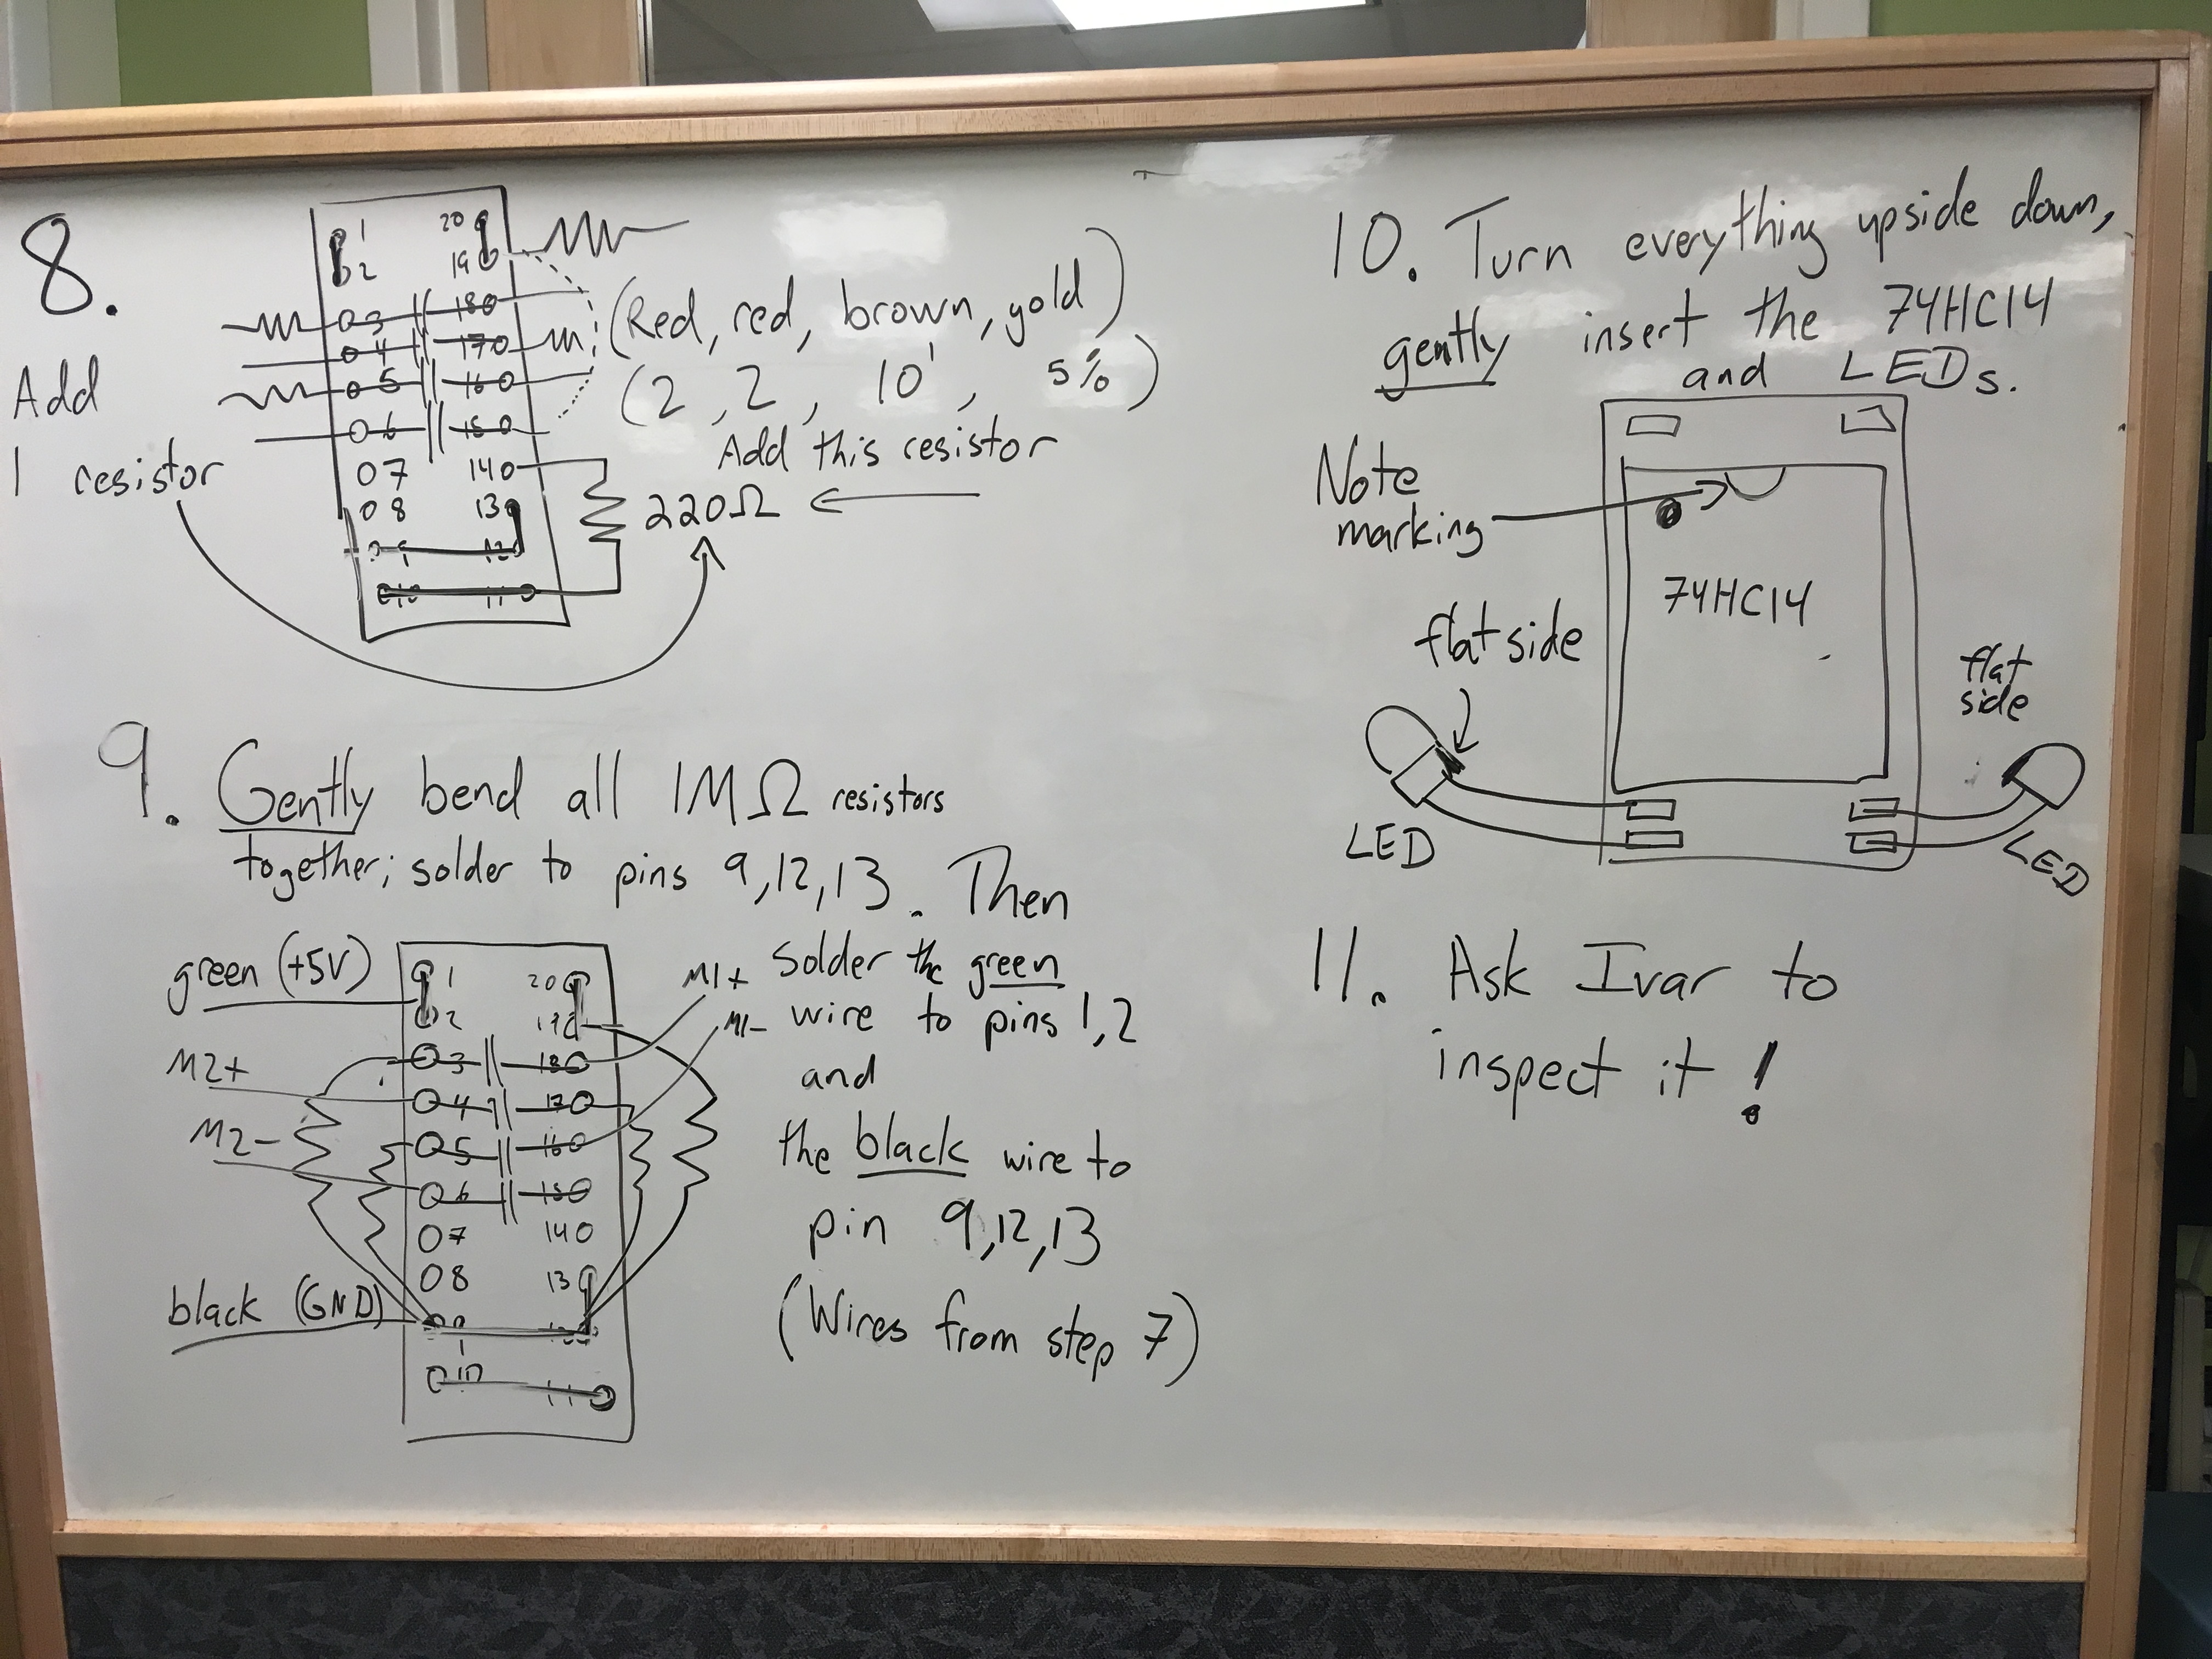 8.
Add
1 resistor
1 20
2 19
3 18
4 17
5 16
6 15
7 14
8 13
9 12
10 11
(Red, red, brown, gold)
(2, 2, 10¹, 5%)
Add this resistor
220Ω
9. Gently bend all 1MΩ resistors
together; solder to pins 9,12,13. Then
solder the green
wire to pins 1,2
and
the black wire to
pin 9,12,13
(Wires from step 7)
green (+5V)
M2+
M2-
black (GND)
M1+
M1-
1 20
2 19
3 18
4 17
5 16
6 15
7 14
8 13
9 12
10 11
10. Turn everything upside down,
gently insert the 74HC14
and LEDs.
Note
marking
74HC14
flat side
LED
flat
side
LED
11. Ask Ivar to
inspect it!